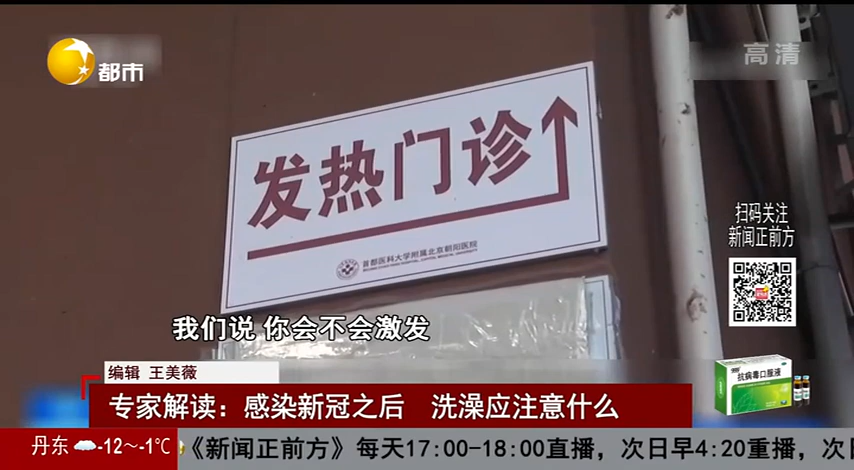 都市
高清
发热门诊
首都医科大学附属北京朝阳医院
扫码关注
新闻正前方
我们说 你会不会激发
编辑 王美薇
抗病毒口服液
专家解读：感染新冠之后 洗澡应注意什么
丹东 -12～-1℃ 《新闻正前方》每天17:00-18:00直播，次日早4:20重播，次日